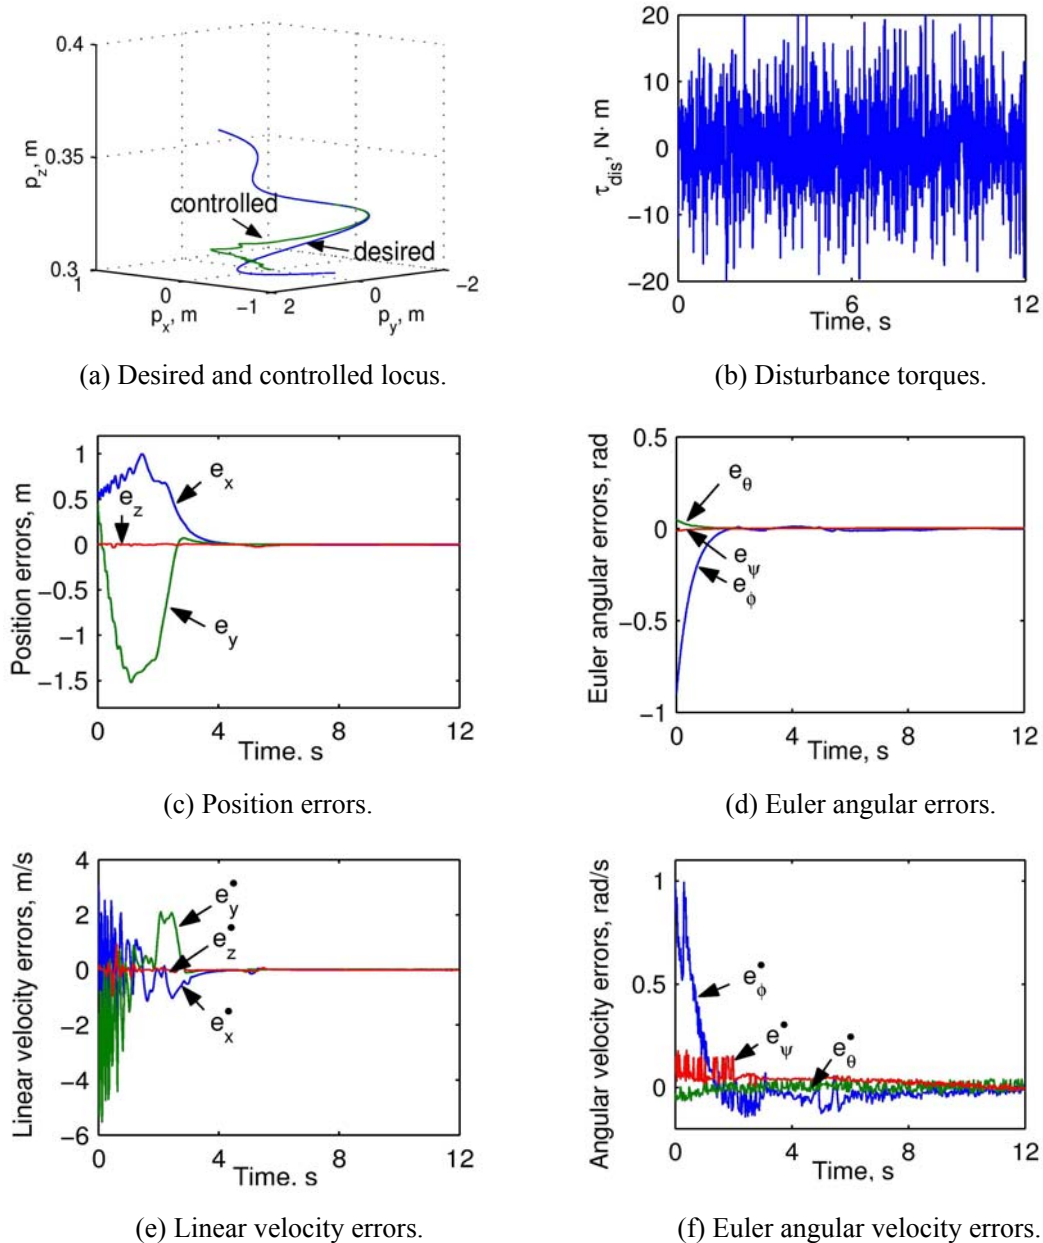 0.4
0.35
0.3
p_z, m
controlled
desired
1
0
-1
2
0
-2
p_x, m
p_y, m
(a) Desired and controlled locus.
20
10
0
-10
-20
τ_dis, N· m
0
6
12
Time, s
(b) Disturbance torques.
1
0.5
0
-0.5
-1
-1.5
Position errors, m
e_x
e_z
e_y
0
4
8
12
Time. s
(c) Position errors.
0.5
0
-0.5
-1
Euler angular errors, rad
e_θ
e_ψ
e_ϕ
0
4
8
12
Time, s
(d) Euler angular errors.
4
2
0
-2
-4
-6
Linear velocity errors, m/s
e_ẏ
e_ż
e_ẋ
0
4
8
12
Time. s
(e) Linear velocity errors.
1
0.5
0
Angular velocity errors, rad/s
e_ϕ̇
e_ψ̇
e_θ̇
0
4
8
12
Time, s
(f) Euler angular velocity errors.